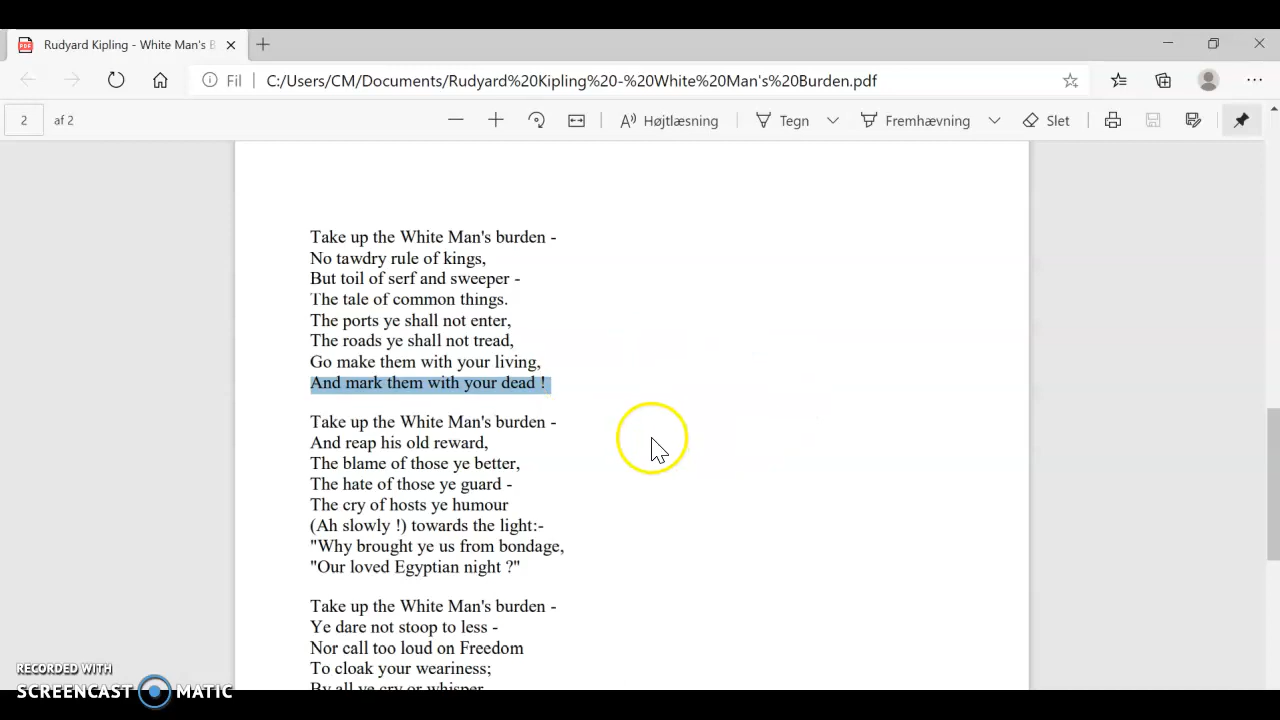 Rudyard Kipling - White Man's B
Fil C:/Users/CM/Documents/Rudyard%20Kipling%20-%20White%20Man's%20Burden.pdf
2 af 2 Højtlæsning Tegn Fremhævning Slet
Take up the White Man's burden -
No tawdry rule of kings,
But toil of serf and sweeper -
The tale of common things.
The ports ye shall not enter,
The roads ye shall not tread,
Go make them with your living,
And mark them with your dead !
Take up the White Man's burden -
And reap his old reward,
The blame of those ye better,
The hate of those ye guard -
The cry of hosts ye humour
(Ah slowly !) towards the light:-
"Why brought ye us from bondage,
"Our loved Egyptian night ?"
Take up the White Man's burden -
Ye dare not stoop to less -
Nor call too loud on Freedom
To cloak your weariness;
By all ye cry or whisper
RECORDED WITH
SCREENCAST MATIC